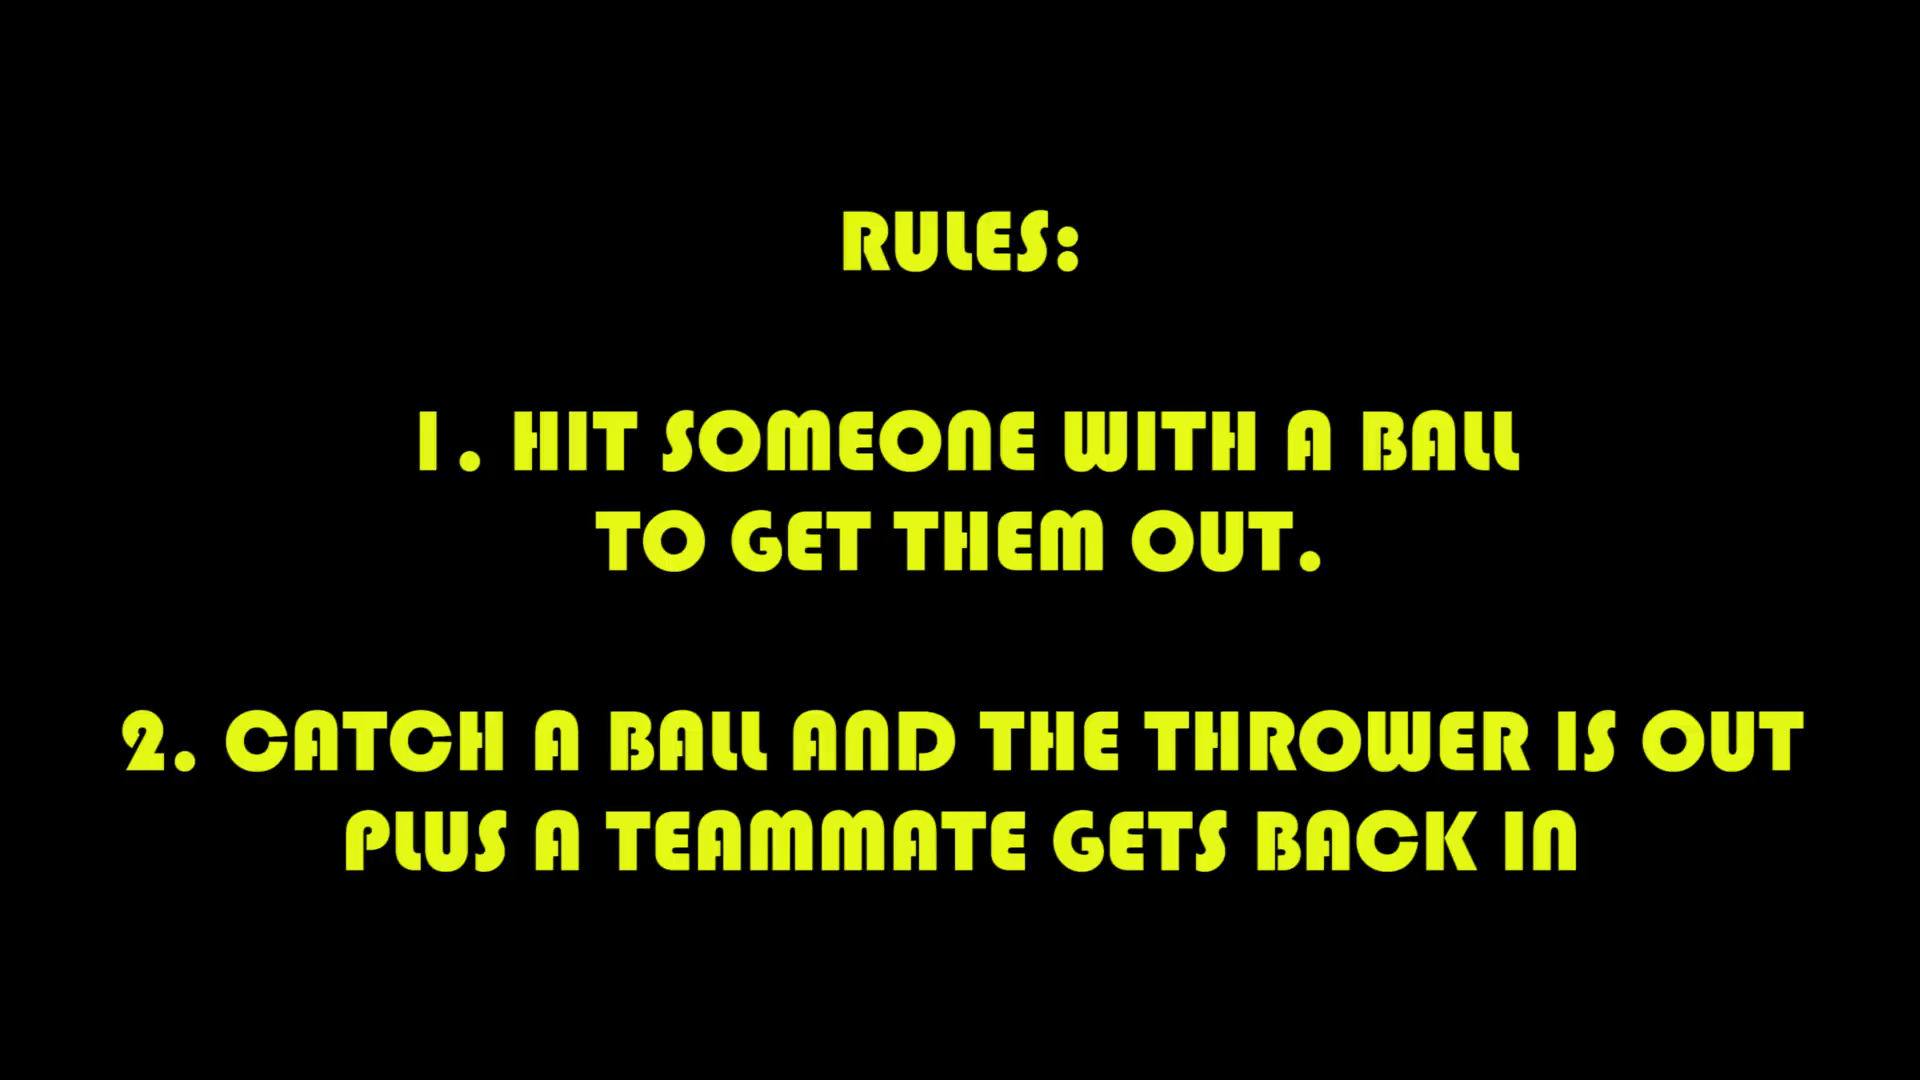 RULES:
1. HIT SOMEONE WITH A BALL
TO GET THEM OUT.
2. CATCH A BALL AND THE THROWER IS OUT
PLUS A TEAMMATE GETS BACK IN